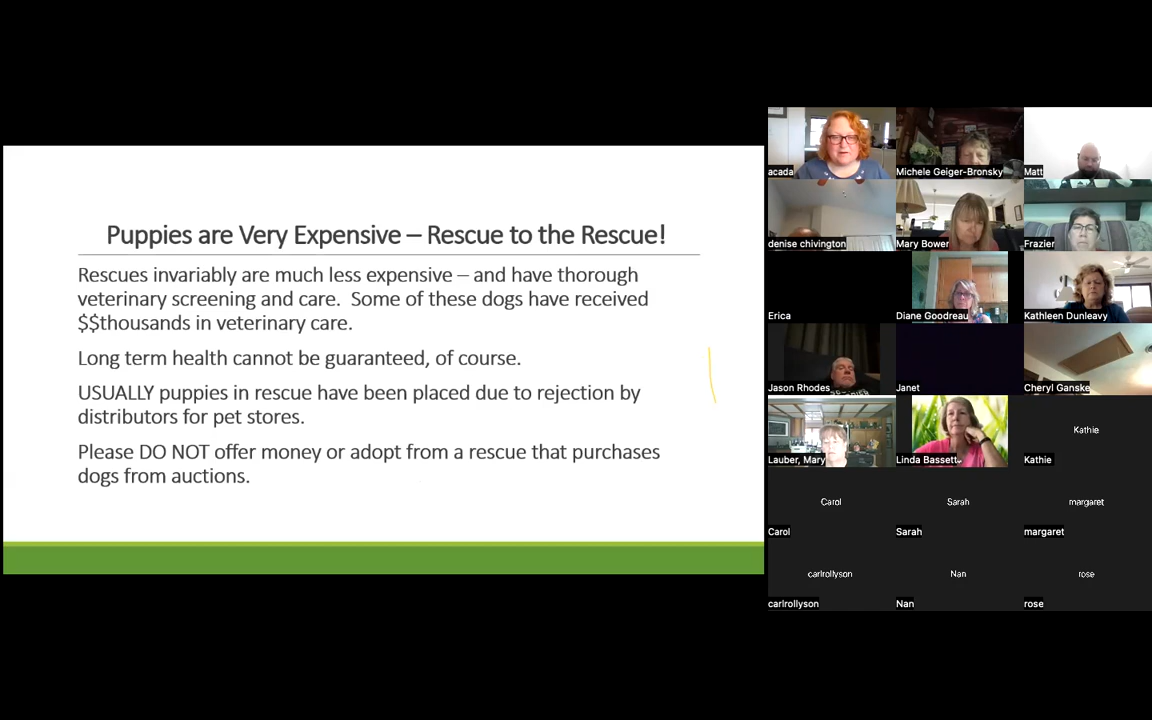 Puppies are Very Expensive – Rescue to the Rescue!
Rescues invariably are much less expensive – and have thorough
veterinary screening and care.  Some of these dogs have received
$$thousands in veterinary care.
Long term health cannot be guaranteed, of course.
USUALLY puppies in rescue have been placed due to rejection by
distributors for pet stores.
Please DO NOT offer money or adopt from a rescue that purchases
dogs from auctions.
acada
Michele Geiger-Bronsky
Matt
denise chivington
Mary Bower
Frazier
Erica
Diane Goodreau
Kathleen Dunleavy
Jason Rhodes
Janet
Cheryl Ganske
Lauber, Mary
Linda Bassett
Kathie
Kathie
Carol
Sarah
margaret
Carol
Sarah
margaret
carlrollyson
Nan
rose
carlrollyson
Nan
rose